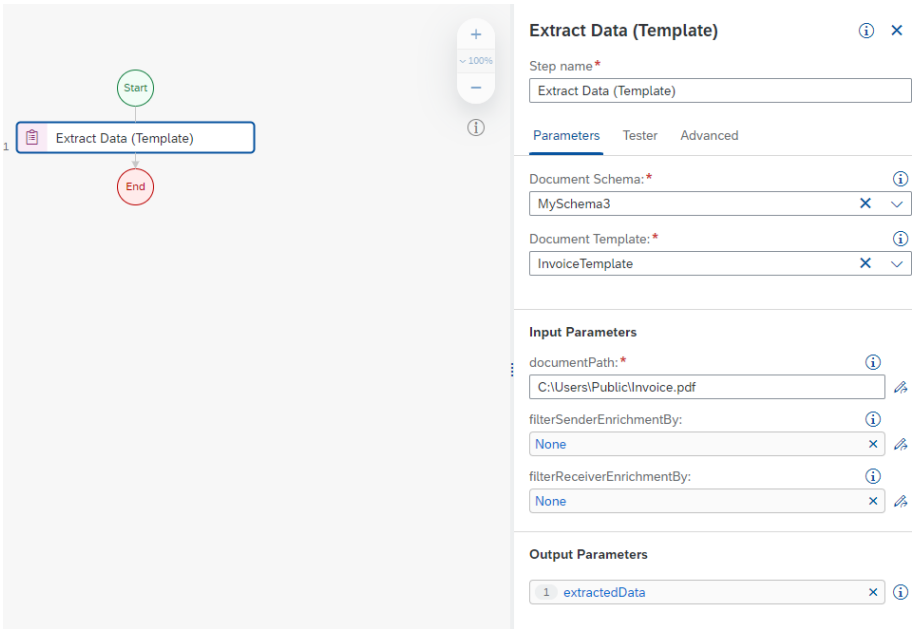 Start
1
Extract Data (Template)
End
100%
Extract Data (Template)
Step name*
Extract Data (Template)
Parameters Tester Advanced
Document Schema:*
MySchema3
Document Template:*
InvoiceTemplate
Input Parameters
documentPath:*
C:\Users\Public\Invoice.pdf
filterSenderEnrichmentBy:
None
filterReceiverEnrichmentBy:
None
Output Parameters
1 extractedData